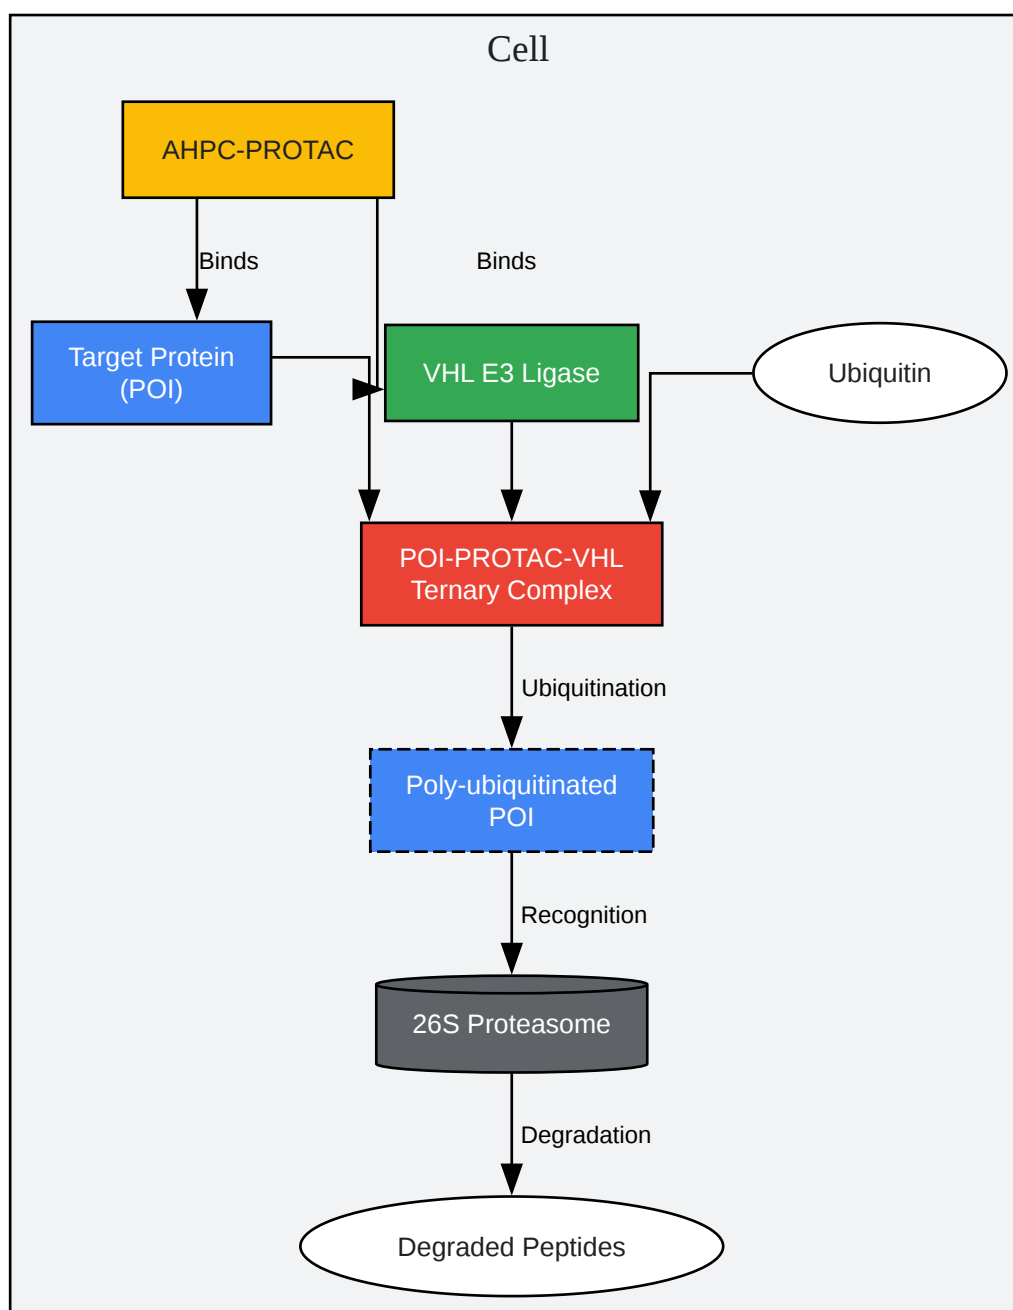 Cell
AHPC-PROTAC
Binds
Binds
Target Protein
(POI)
VHL E3 Ligase
Ubiquitin
POI-PROTAC-VHL
Ternary Complex
Ubiquitination
Poly-ubiquitinated
POI
Recognition
26S Proteasome
Degradation
Degraded Peptides